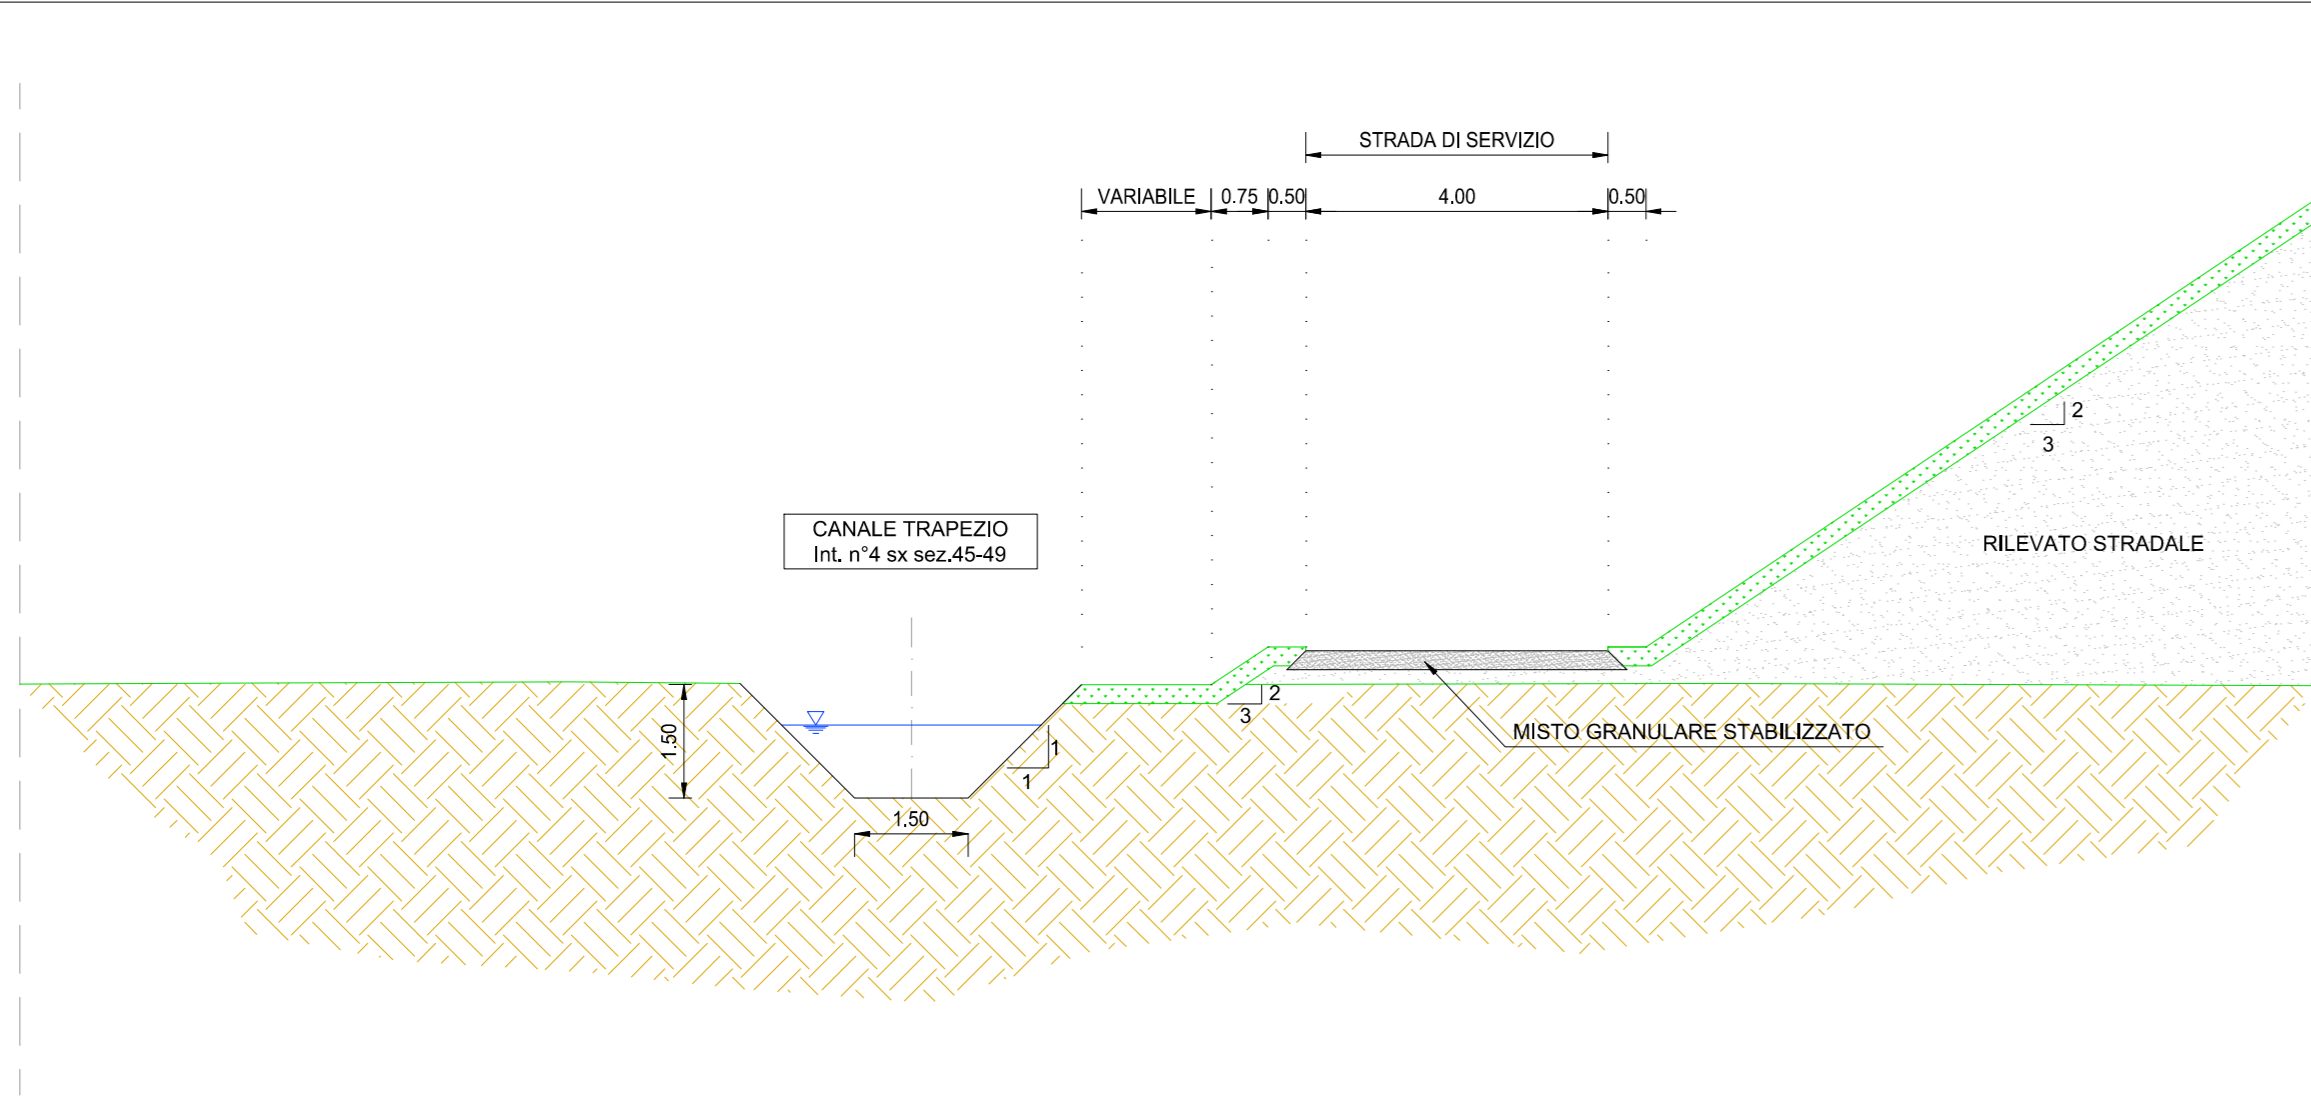 STRADA DI SERVIZIO
VARIABILE 0.75 0.50 4.00 0.50
2
3
CANALE TRAPEZIO
Int. n°4 sx sez.45-49
RILEVATO STRADALE
2
3
MISTO GRANULARE STABILIZZATO
1.50
1
1
1.50